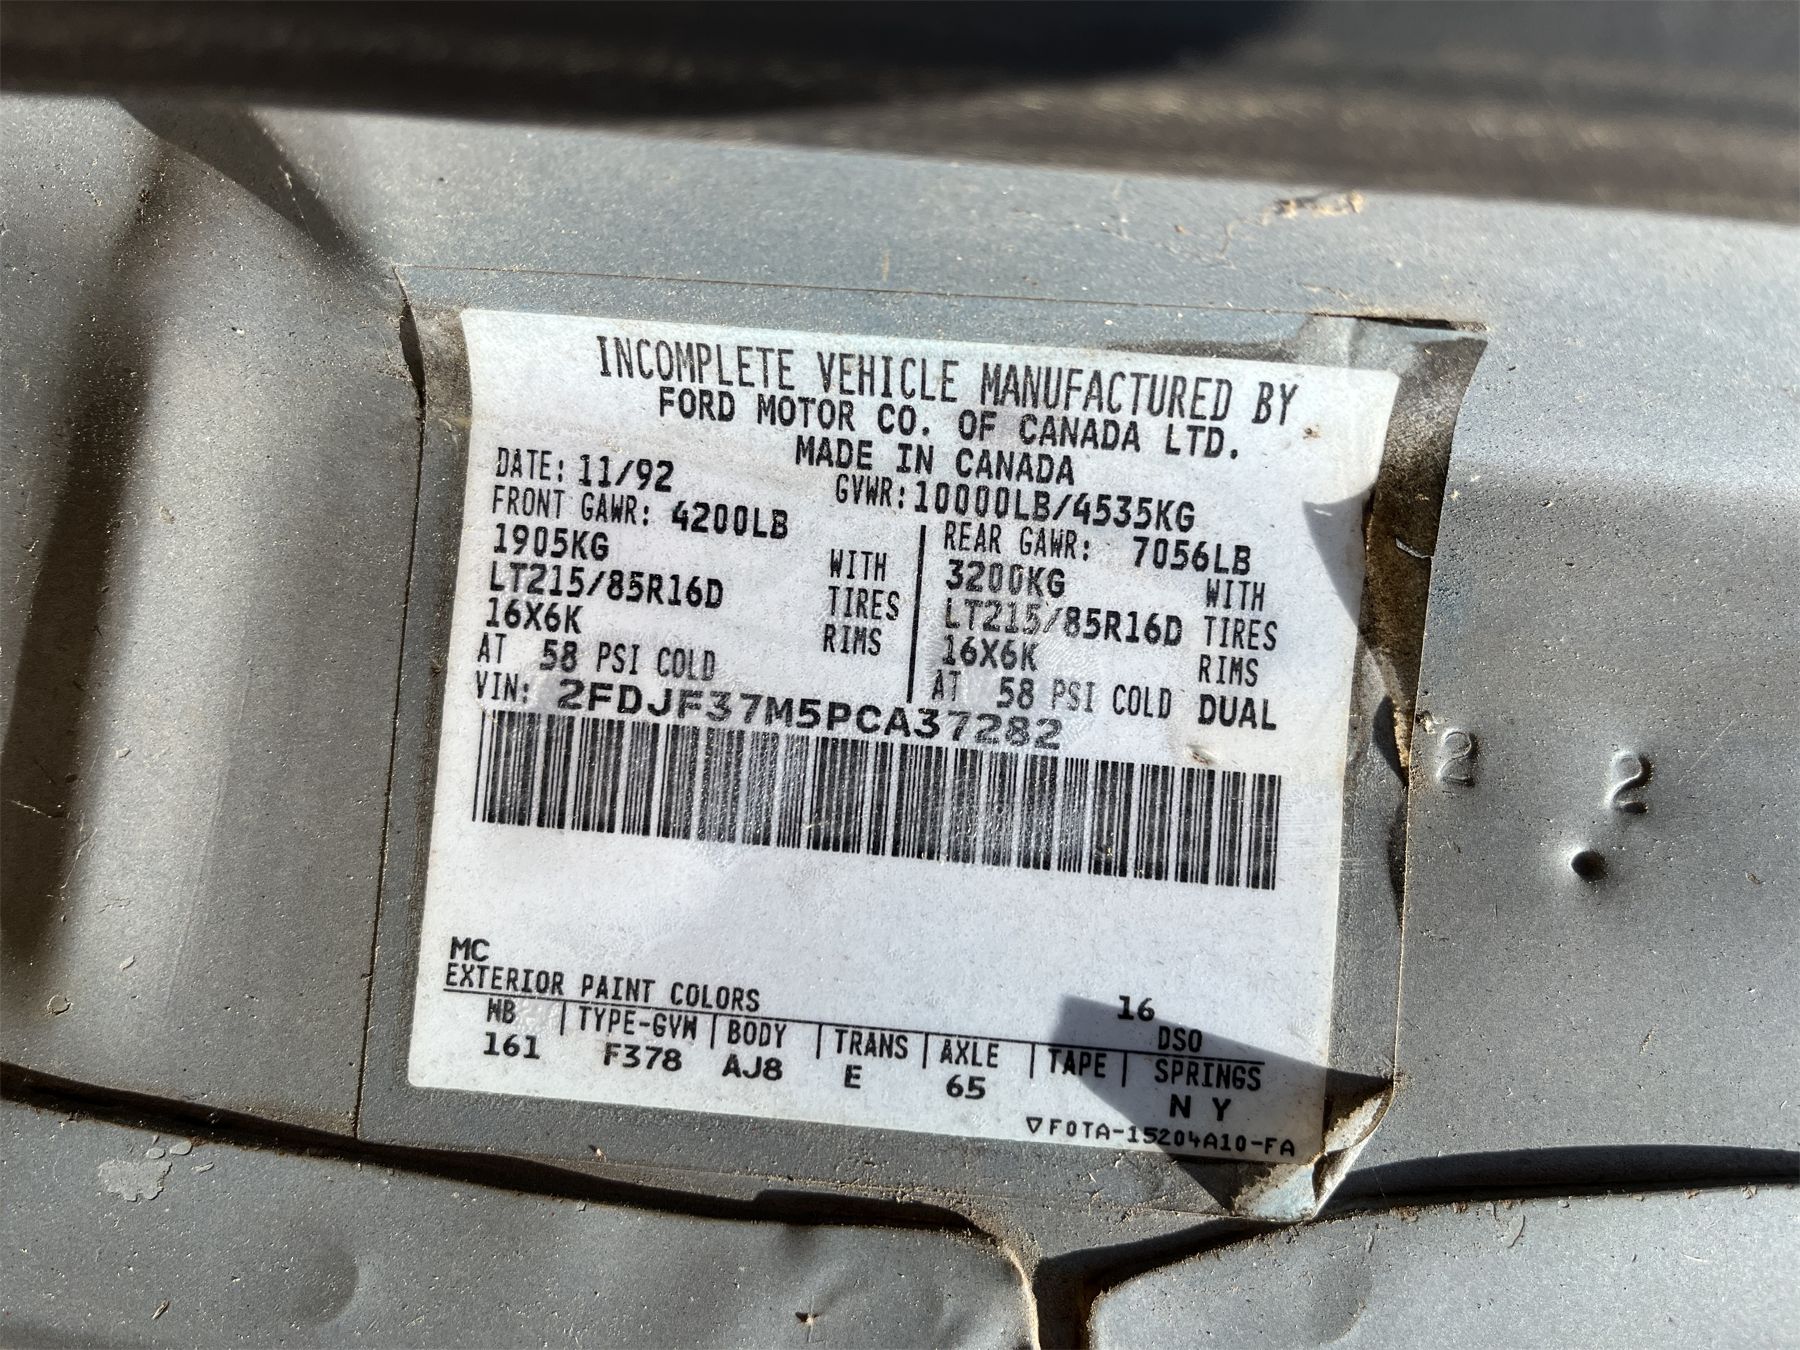 INCOMPLETE VEHICLE MANUFACTURED BY
FORD MOTOR CO. OF CANADA LTD.
MADE IN CANADA
DATE: 11/92 GVWR: 10000LB/4535KG
FRONT GAWR: 4200LB
1905KG WITH
LT215/85R16D TIRES
16X6K RIMS
AT 58 PSI COLD
REAR GAWR: 7056LB
3200KG WITH
LT215/85R16D TIRES
16X6K RIMS
AT 58 PSI COLD DUAL
VIN: 2FDJF37M5PCA37282
MC
EXTERIOR PAINT COLORS 16 DSO
WB | TYPE-GVW | BODY | TRANS | AXLE | TAPE | SPRINGS
161 F378 AJ8 E 65 N Y
▽F0TA-15204A10-FA
2 2